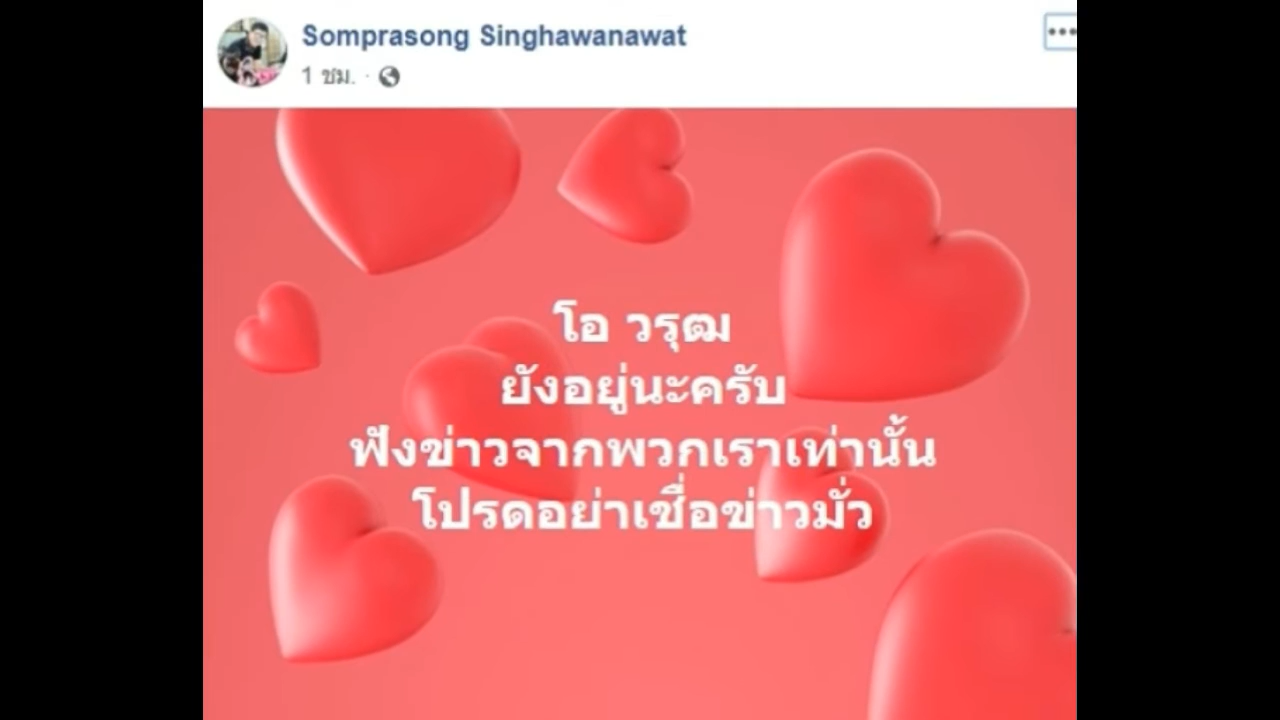 Somprasong Singhawanawat
1 ชม. ·
โอ วรุฒ
ยังอยู่นะครับ
ฟังข่าวจากพวกเราเท่านั้น
โปรดอย่าเชื่อข่าวมั่ว